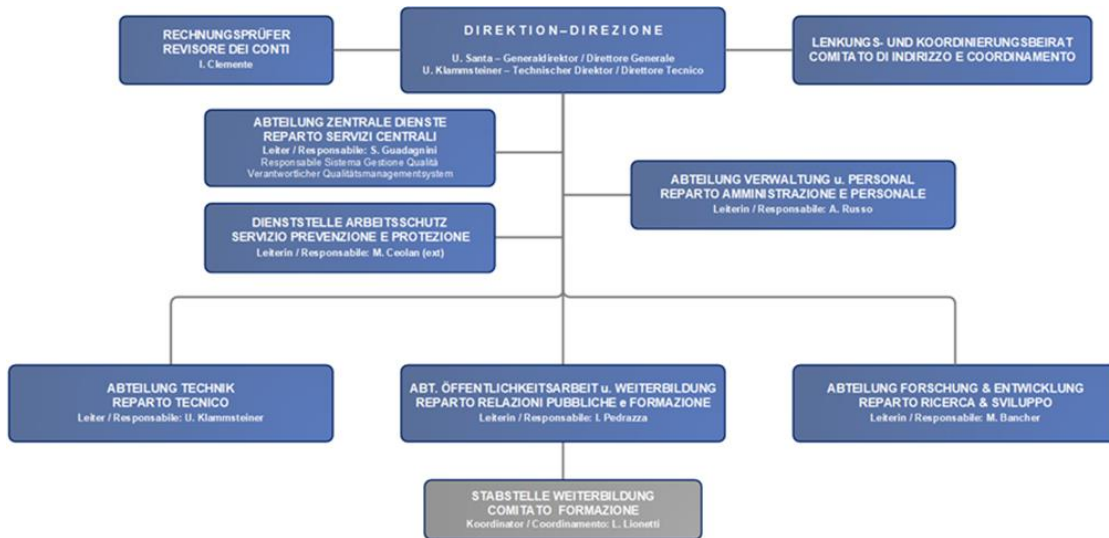 RECHNUNGSPRÜFER
REVISORE DEI CONTI
I. Clemente
DIREKTION–DIREZIONE
U. Santa – Generaldirektor / Direttore Generale
U. Klammsteiner – Technischer Direktor / Direttore Tecnico
LENKUNGS- UND KOORDINIERUNGSBEIRAT
COMITATO DI INDIRIZZO E COORDINAMENTO
ABTEILUNG ZENTRALE DIENSTE
REPARTO SERVIZI CENTRALI
Leiter / Responsabile: S. Guadagnini
Responsabile Sistema Gestione Qualità
Verantwortlicher Qualitätsmanagementsystem
ABTEILUNG VERWALTUNG u. PERSONAL
REPARTO AMMINISTRAZIONE E PERSONALE
Leiterin / Responsabile: A. Russo
DIENSTSTELLE ARBEITSSCHUTZ
SERVIZIO PREVENZIONE E PROTEZIONE
Leiterin / Responsabile: M. Ceolan (ext)
ABTEILUNG TECHNIK
REPARTO TECNICO
Leiter / Responsabile: U. Klammsteiner
ABT. ÖFFENTLICHKEITSARBEIT u. WEITERBILDUNG
REPARTO RELAZIONI PUBBLICHE e FORMAZIONE
Leiterin / Responsabile: I. Pedrazza
ABTEILUNG FORSCHUNG & ENTWICKLUNG
REPARTO RICERCA & SVILUPPO
Leiterin / Responsabile: M. Bancher
STABSTELLE WEITERBILDUNG
COMITATO FORMAZIONE
Koordinator / Coordinamento: L. Lionetti